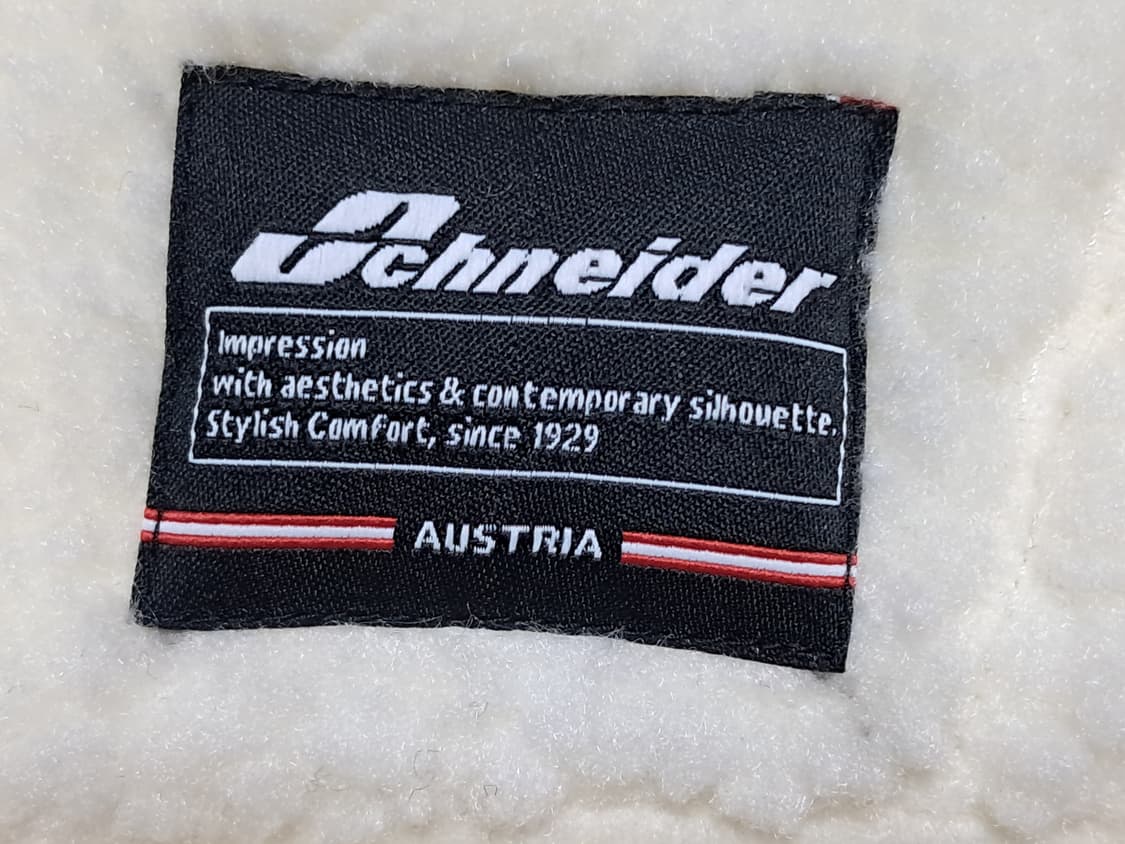 Schneider
Impression
with aesthetics & contemporary silhouette.
Stylish Comfort, since 1929
AUSTRIA